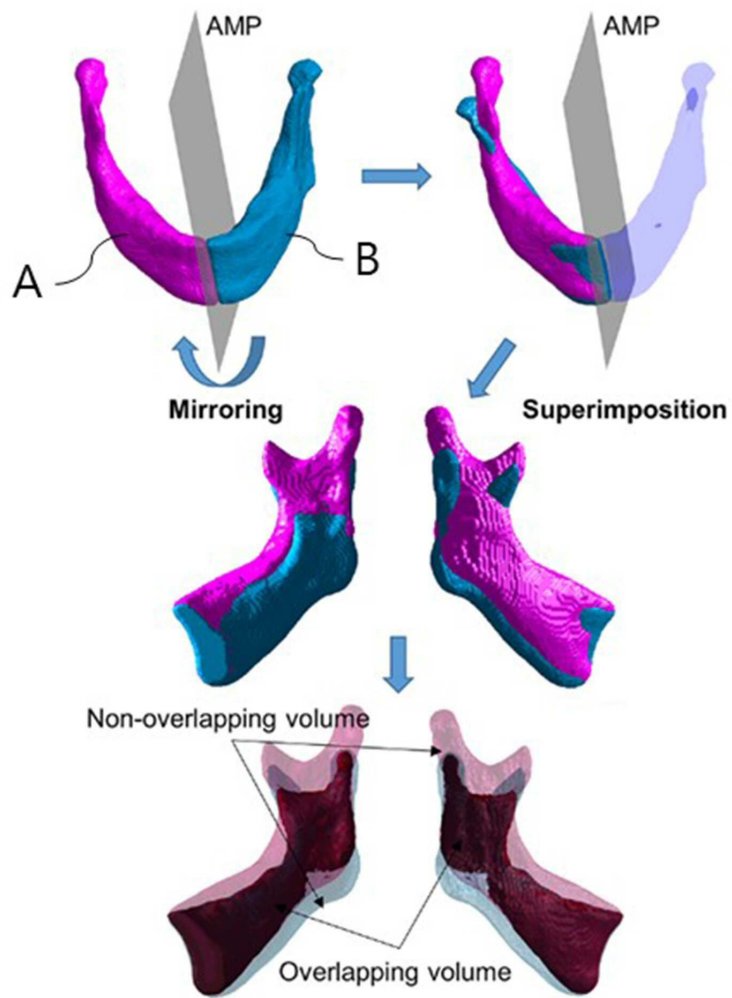 AMP
AMP
A
B
Mirroring
Superimposition
Non-overlapping volume
Overlapping volume